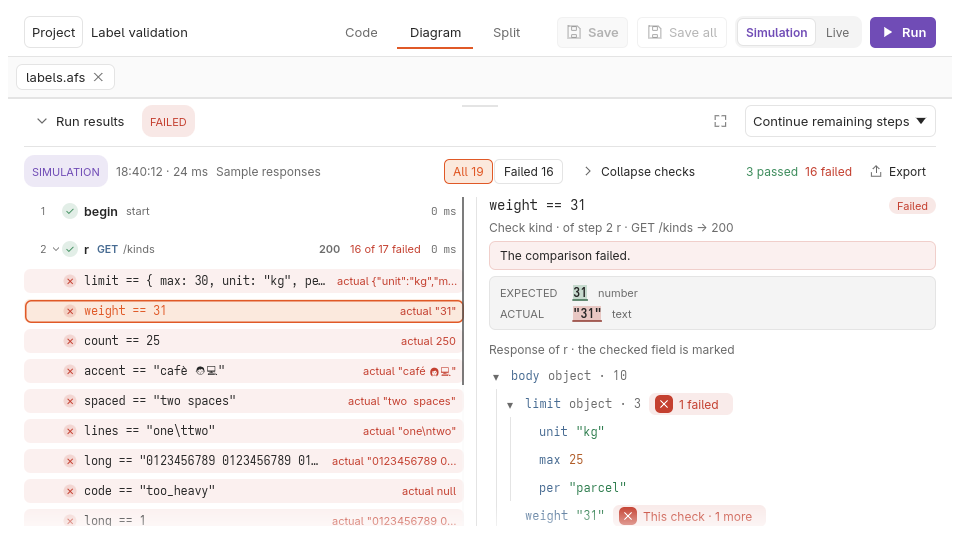 Project Label validation Code Diagram Split Save Save all Simulation Live Run
labels.afs
Run results FAILED Continue remaining steps
SIMULATION 18:40:12 · 24 ms Sample responses All 19 Failed 16 Collapse checks 3 passed 16 failed Export
1 begin start 0 ms
2 r GET /kinds 200 16 of 17 failed 0 ms
limit == { max: 30, unit: "kg", pe… actual {"unit":"kg","m…
weight == 31 actual "31"
count == 25 actual 250
accent == "cafè 🧑‍💻" actual "café 🧑‍💻"
spaced == "two spaces" actual "two  spaces"
lines == "one\ttwo" actual "one\ntwo"
long == "0123456789 0123456789 01… actual "0123456789 0…
code == "too_heavy" actual null
long == 1 actual "0123456789 0…
weight == 31 Failed
Check kind · of step 2 r · GET /kinds → 200
The comparison failed.
EXPECTED 31 number
ACTUAL "31" text
Response of r · the checked field is marked
body object · 10
limit object · 3 1 failed
unit "kg"
max 25
per "parcel"
weight "31" This check · 1 more